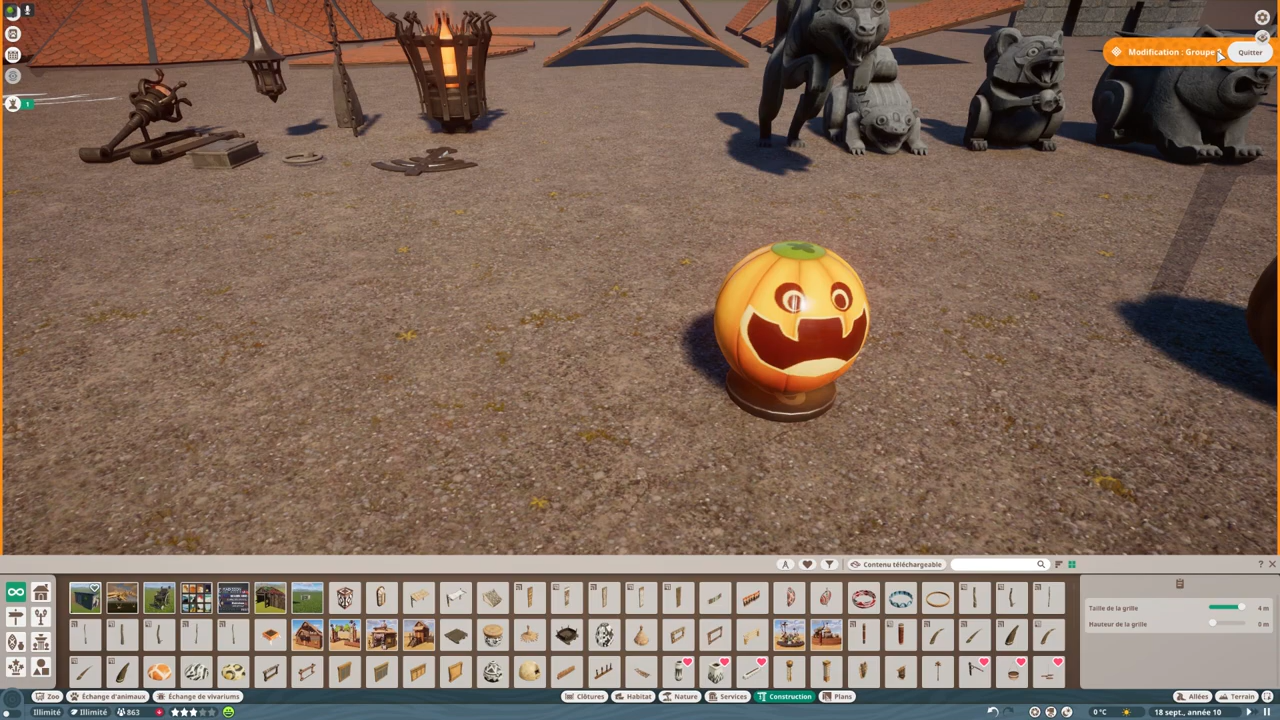 1
Modification : Groupe
Quitter
Contenu téléchargeable
?
Taille de la grille
4 m
Hauteur de la grille
0 m
Zoo
Échange d'animaux
Échange de vivariums
Clôtures
Habitat
Nature
Services
Construction
Plans
Allées
Terrain
Illimité
Illimité
863
0 °C
18 sept., année 10